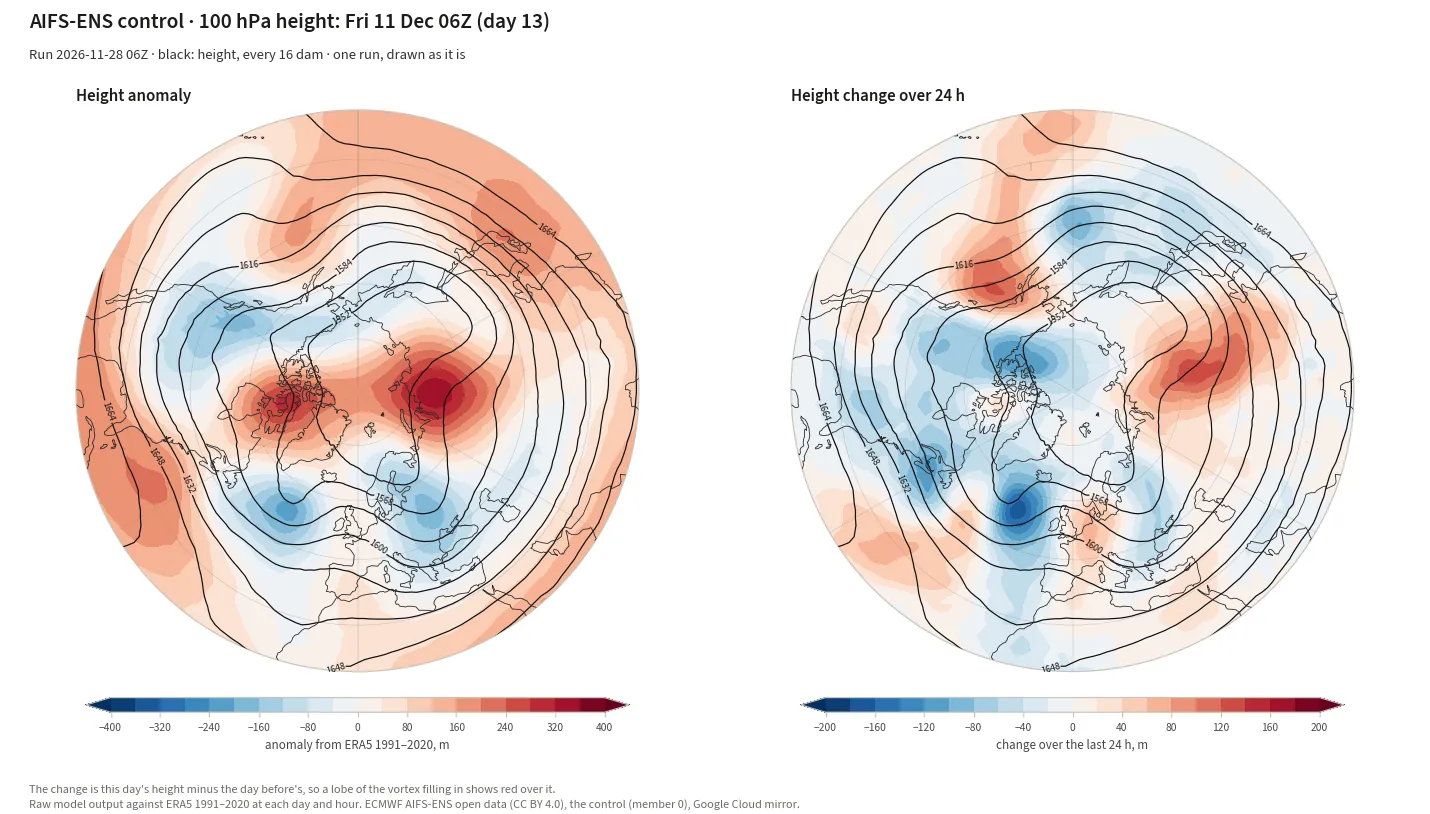 AIFS-ENS control · 100 hPa height: Fri 11 Dec 06Z (day 13)
Run 2026-11-28 06Z · black: height, every 16 dam · one run, drawn as it is
Height anomaly
Height change over 24 h
1664
1616
1584
1552
1664
1648
1632
1568
1600
1648
1664
1616
1584
1552
1664
1648
1632
1568
1600
1648
−400 −320 −240 −160 −80 0 80 160 240 320 400
anomaly from ERA5 1991–2020, m
−200 −160 −120 −80 −40 0 40 80 120 160 200
change over the last 24 h, m
The change is this day's height minus the day before's, so a lobe of the vortex filling in shows red over it.
Raw model output against ERA5 1991–2020 at each day and hour. ECMWF AIFS-ENS open data (CC BY 4.0), the control (member 0), Google Cloud mirror.